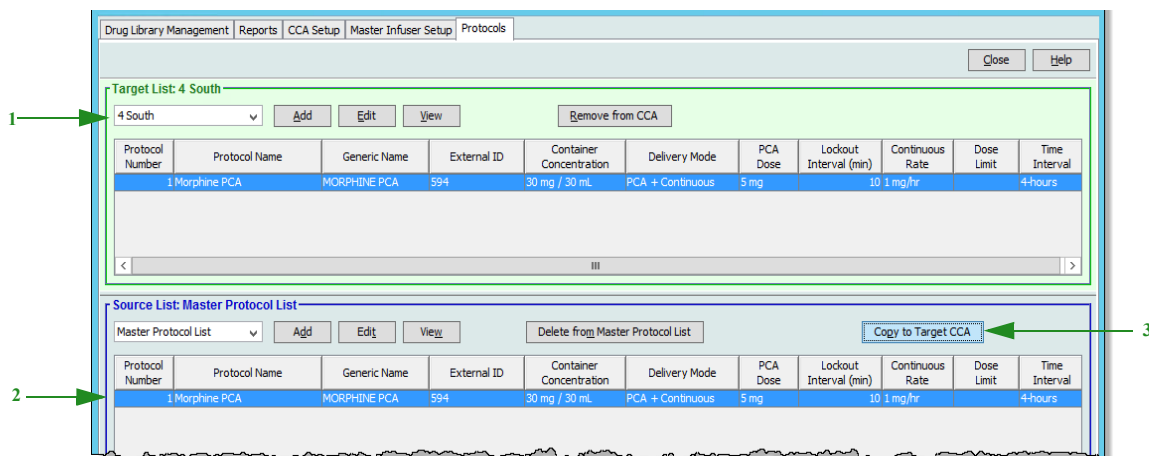 Drug Library Management Reports CCA Setup Master Infuser Setup Protocols
Close Help
Target List: 4 South
1 4 South Add Edit View Remove from CCA
Protocol Number Protocol Name Generic Name External ID Container Concentration Delivery Mode PCA Dose Lockout Interval (min) Continuous Rate Dose Limit Time Interval
1 Morphine PCA MORPHINE PCA 594 30 mg / 30 mL PCA + Continuous 5 mg 10 1 mg/hr 4-hours
Source List: Master Protocol List
Master Protocol List Add Edit View Delete from Master Protocol List Copy to Target CCA 3
Protocol Number Protocol Name Generic Name External ID Container Concentration Delivery Mode PCA Dose Lockout Interval (min) Continuous Rate Dose Limit Time Interval
2 1 Morphine PCA MORPHINE PCA 594 30 mg / 30 mL PCA + Continuous 5 mg 10 1 mg/hr 4-hours